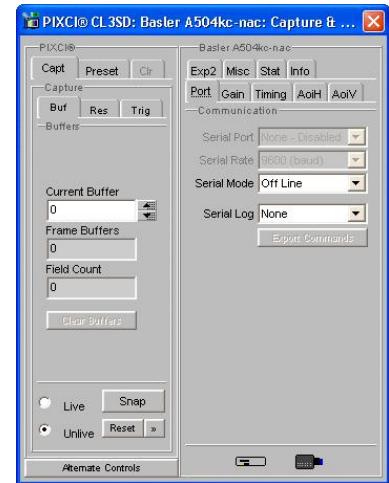 PIXCI® CL3SD: Basler A504kc-nac: Capture & ...
PIXCI®
Capt Preset Clr
Capture
Buf Res Trig
Buffers
Current Buffer
0
Frame Buffers
0
Field Count
0
Clear Buffers
Live Snap
Unlive Reset »
Alternate Controls
Basler A504kc-nac
Exp2 Misc Stat Info
Port Gain Timing AoiH AoiV
Communication
Serial Port None - Disabled
Serial Rate 9600 (baud)
Serial Mode Off Line
Serial Log None
Export Commands